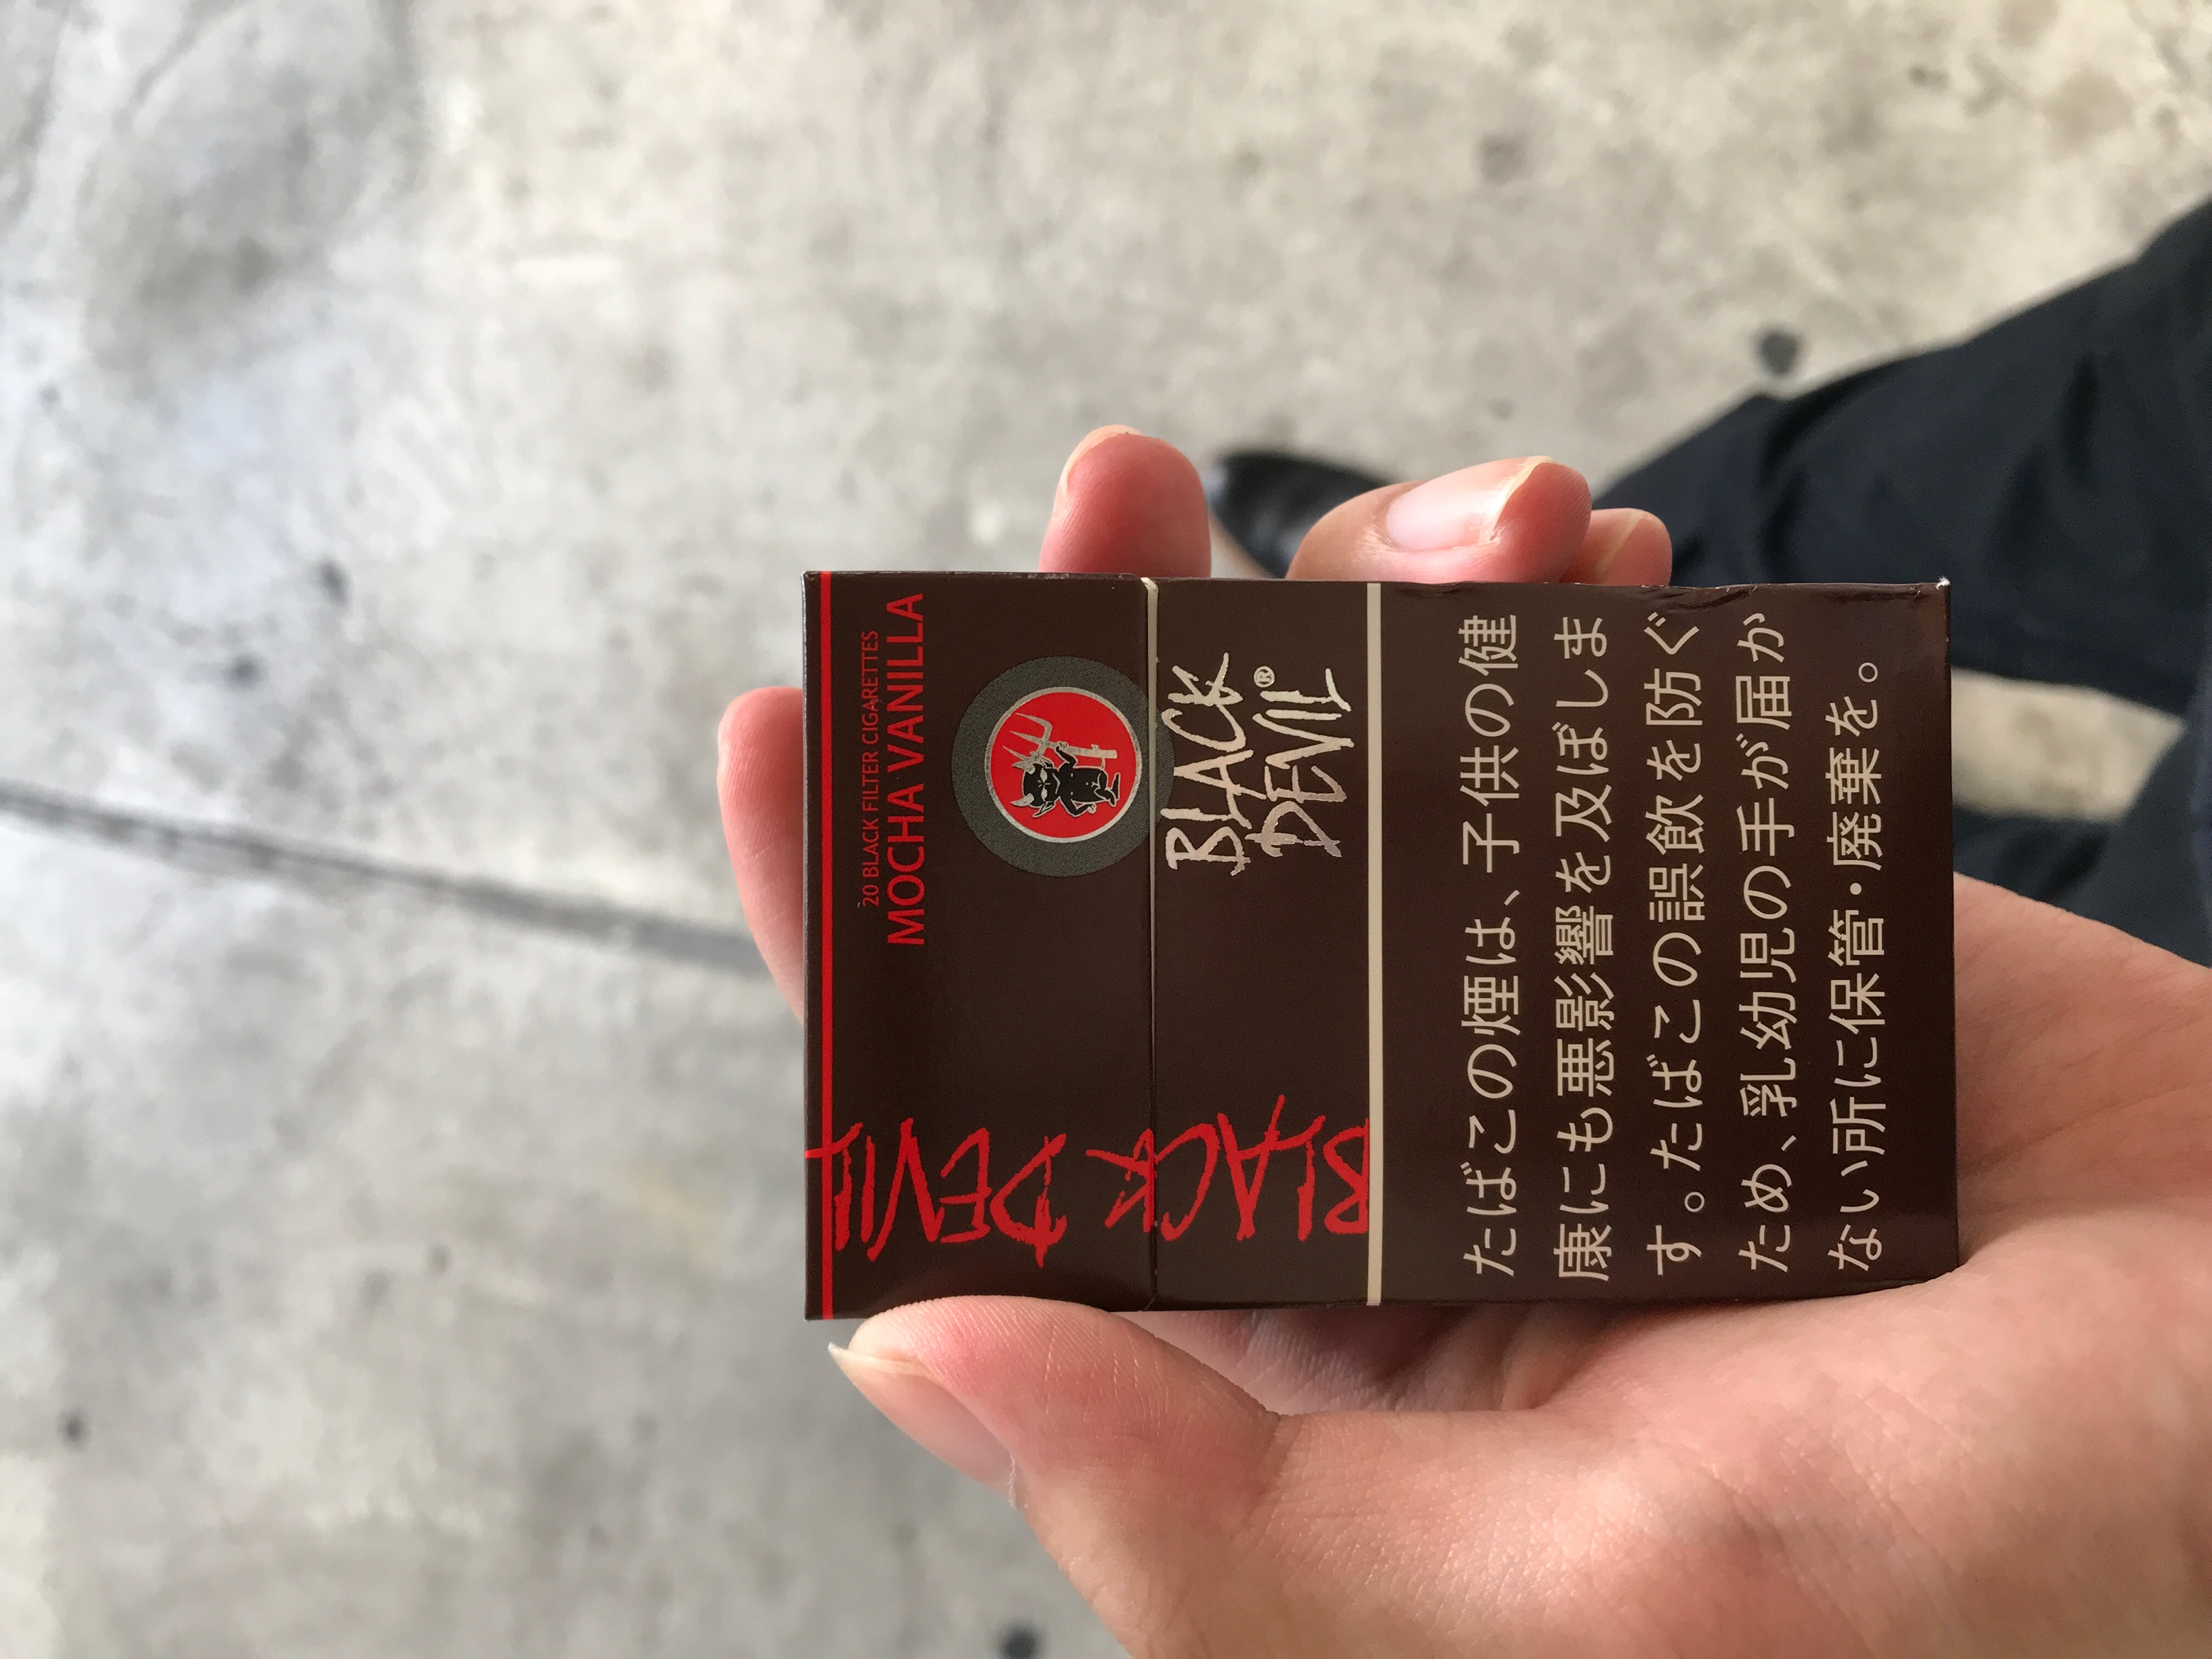 20 BLACK FILTER CIGARETTES
MOCHA VANILLA
BLACK
DEVIL®
BLACK DEVIL
たばこの煙は、子供の健
康にも悪影響を及ぼしま
す。たばこの誤飲を防ぐ
ため、乳幼児の手が届か
ない所に保管・廃棄を。